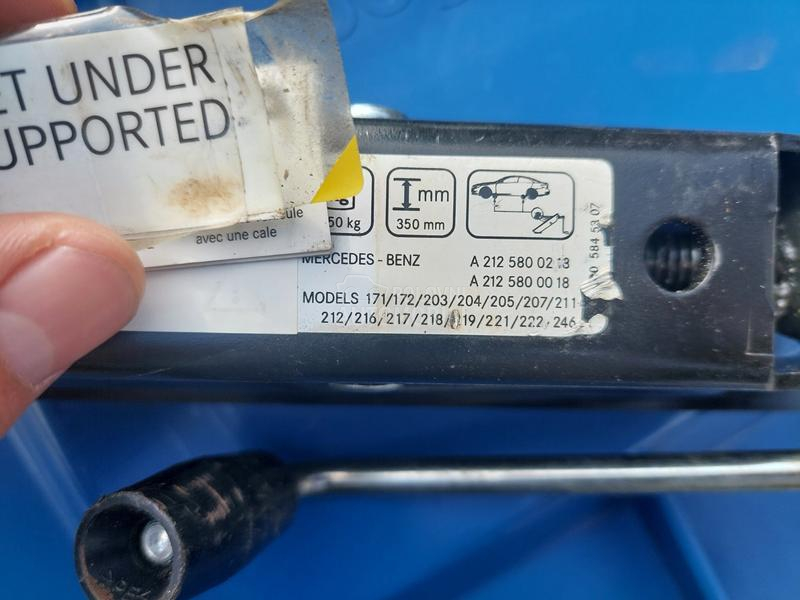 ET UNDER
UPPORTED
avec une cale
50 kg
mm
350 mm
MERCEDES - BENZ
A 212 580 02 13
A 212 580 00 18
MODELS 171/172/203/204/205/207/211
212/216/217/218/219/221/222 246